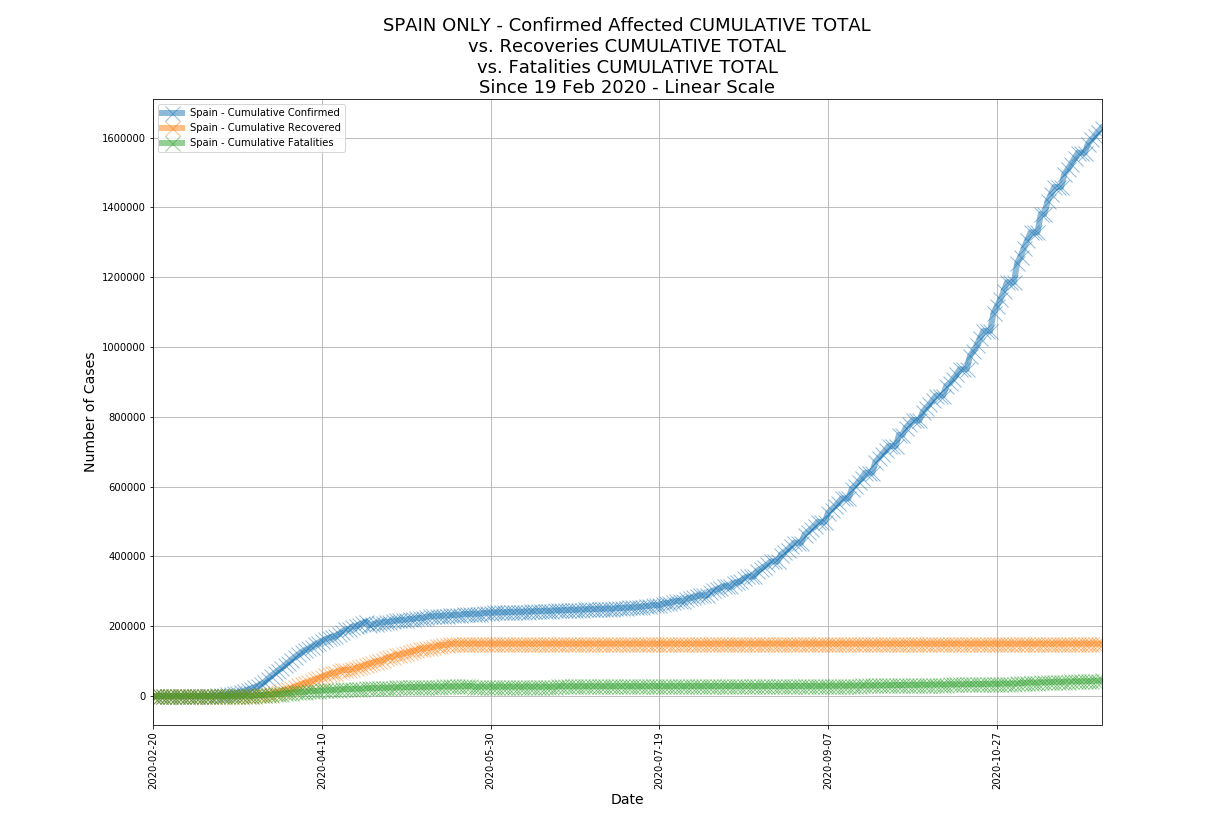 SPAIN ONLY - Confirmed Affected CUMULATIVE TOTAL
vs. Recoveries CUMULATIVE TOTAL
vs. Fatalities CUMULATIVE TOTAL
Since 19 Feb 2020 - Linear Scale
Spain - Cumulative Confirmed
Spain - Cumulative Recovered
Spain - Cumulative Fatalities
Number of Cases
1600000
1400000
1200000
1000000
800000
600000
400000
200000
0
2020-02-20
2020-04-10
2020-05-30
2020-07-19
2020-09-07
2020-10-27
Date